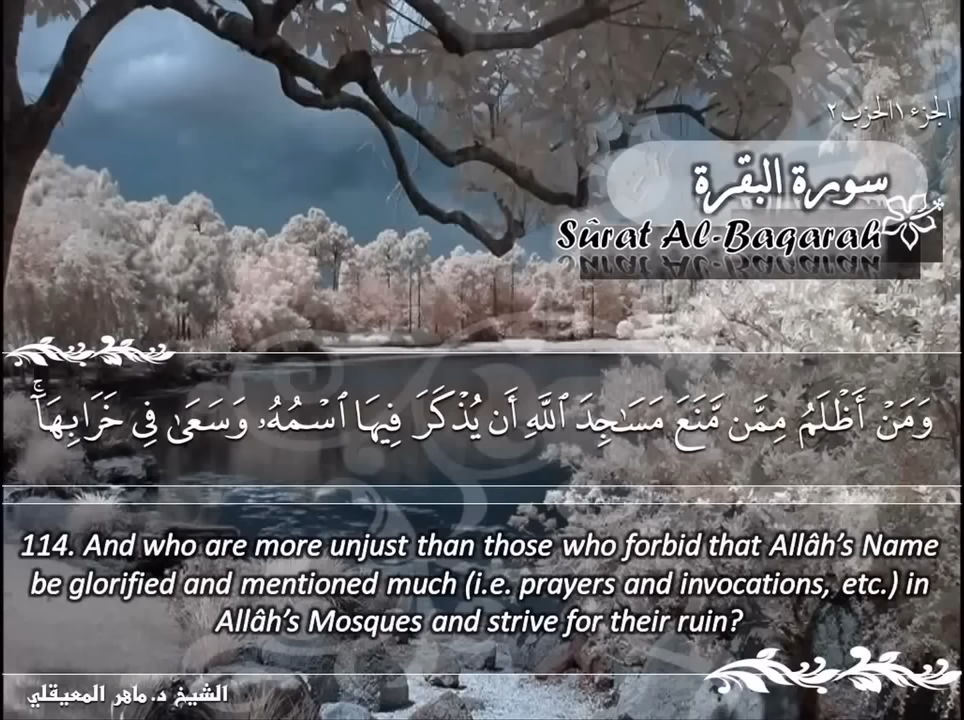 الجزء ١ الحزب ٢
سورة البقرة
Sûrat Al-Baqarah
وَمَنْ أَظْلَمُ مِمَّن مَّنَعَ مَسَـٰجِدَ ٱللَّهِ أَن يُذْكَرَ فِيهَا ٱسْمُهُۥ وَسَعَىٰ فِى خَرَابِهَآ ۚ
114. And who are more unjust than those who forbid that Allâh’s Name
be glorified and mentioned much (i.e. prayers and invocations, etc.) in
Allâh’s Mosques and strive for their ruin?
الشيخ د. ماهر المعيقلي